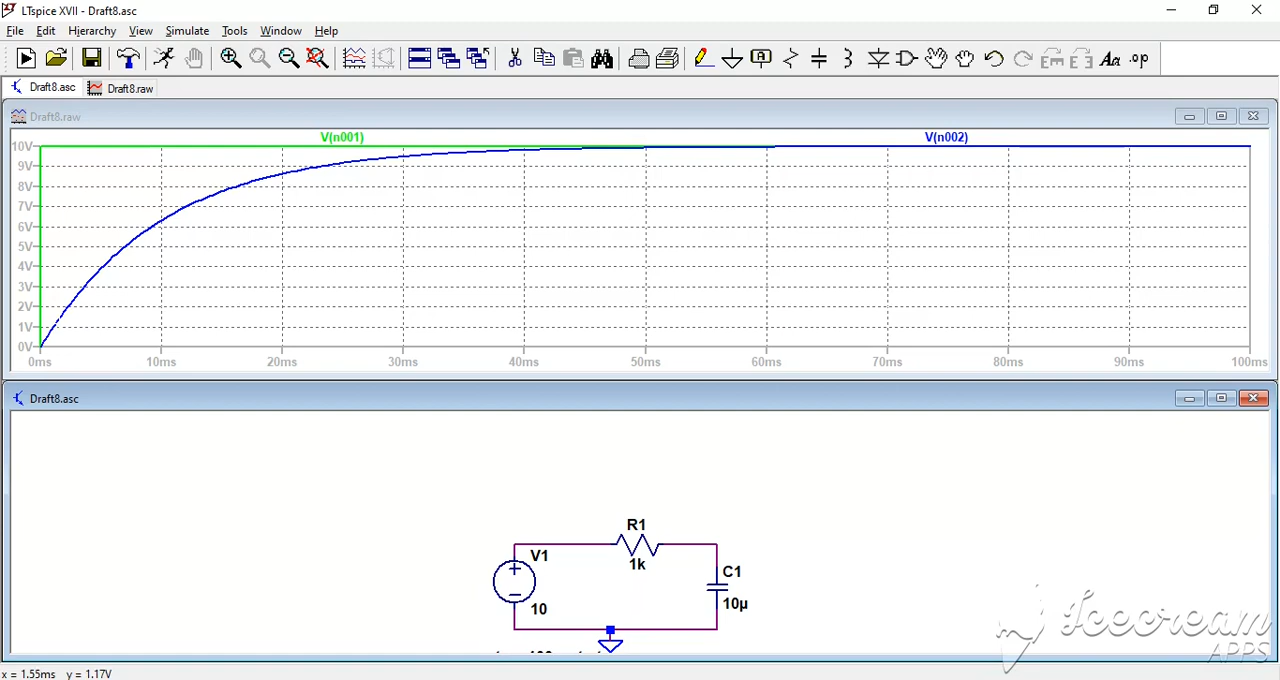 LTspice XVII - Draft8.asc
File Edit Hierarchy View Simulate Tools Window Help
Draft8.asc Draft8.raw
Draft8.raw
V(n001) V(n002)
10V
9V
8V
7V
6V
5V
4V
3V
2V
1V
0V
0ms 10ms 20ms 30ms 40ms 50ms 60ms 70ms 80ms 90ms 100ms
Draft8.asc
R1
1k
V1
10
C1
10µ
Icecream
APPS
x = 1.55ms y = 1.17V